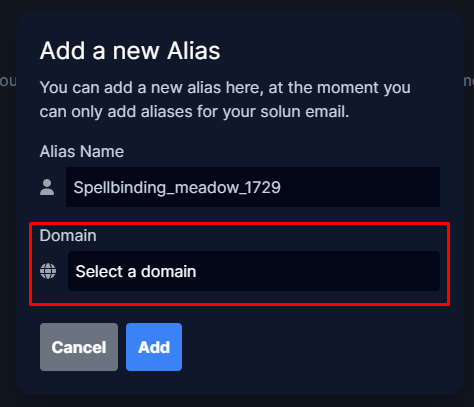 Add a new Alias
ou
You can add a new alias here, at the moment you
can only add aliases for your solun email.
Alias Name
Spellbinding_meadow_1729
Domain
Select a domain
Cancel
Add